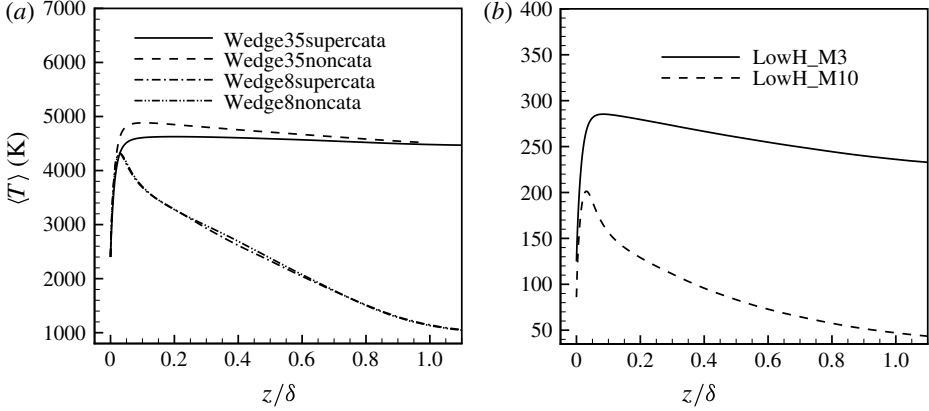 (a)
7000
6000
5000
4000
3000
2000
1000
⟨T⟩ (K)
Wedge35supercata
Wedge35noncata
Wedge8supercata
Wedge8noncata
0 0.2 0.4 0.6 0.8 1.0
z/δ
(b)
400
350
300
250
200
150
100
50
LowH_M3
LowH_M10
0 0.2 0.4 0.6 0.8 1.0
z/δ